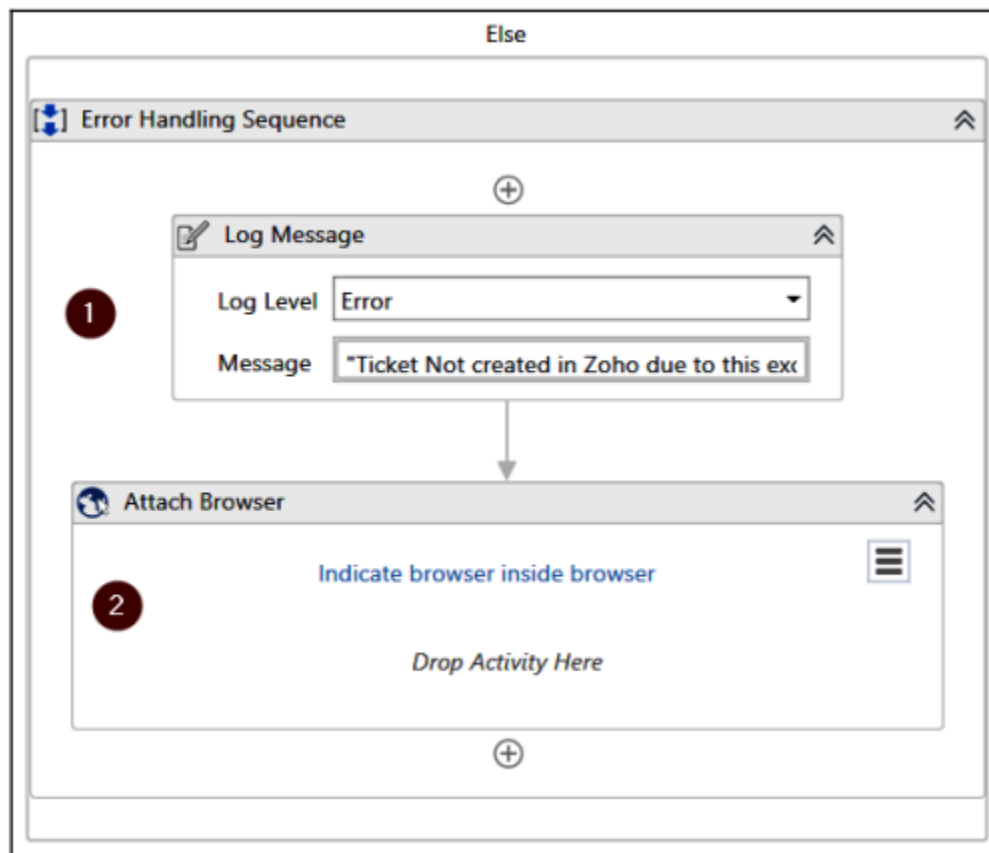 Else
Error Handling Sequence
Log Message
1
Log Level Error
Message "Ticket Not created in Zoho due to this exc
Attach Browser
Indicate browser inside browser
2
Drop Activity Here